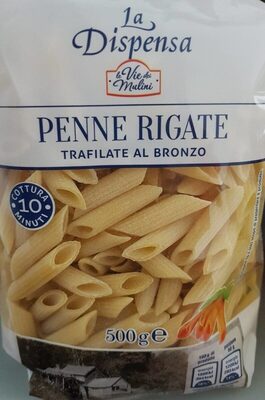 La
Dispensa
le Vie dei
Mulini
PENNE RIGATE
TRAFILATE AL BRONZO
COTTURA
10
MINUTI
500g e